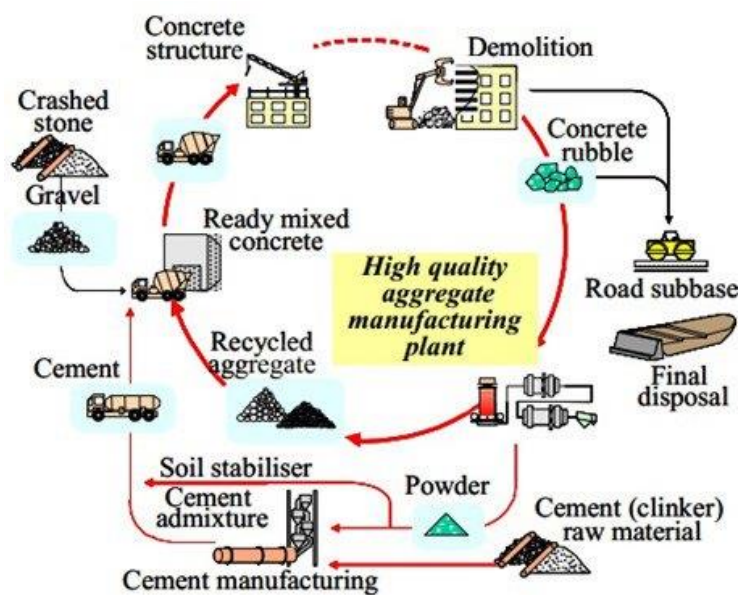 Concrete
structure
Demolition
Crashed
stone
Gravel
Concrete
rubble
Ready mixed
concrete
High quality
aggregate
manufacturing
plant
Road subbase
Final
disposal
Recycled
aggregate
Cement
Soil stabiliser
Cement
admixture
Powder
Cement (clinker)
raw material
Cement manufacturing